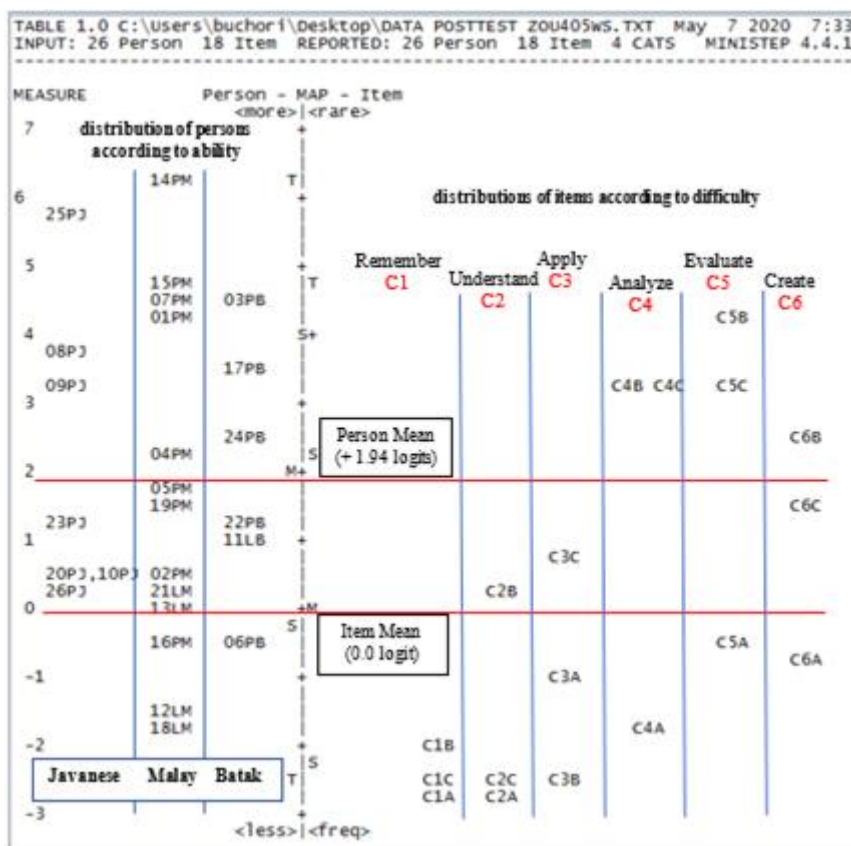 TABLE 1.0 C:\Users\buchori\Desktop\DATA POSTTEST ZOU405WS.TXT May 7 2020 7:33
INPUT: 26 Person 18 Item REPORTED: 26 Person 18 Item 4 CATS MINISTEP 4.4.1
MEASURE Person - MAP - Item
<more>|<rare>
7 distribution of persons +
according to ability
14PM T
6 + distributions of items according to difficulty
25PJ
5 + Remember Apply Evaluate
15PM T C1 Understand C3 Analyze C5 Create
07PM 03PB C2 C4 C6
01PM C5B
4 S+
08PJ
17PB
09PJ C4B C4C C5C
3 +
24PB Person Mean C6B
04PM S (+ 1.94 logits)
2 M+
05PM
19PM C6C
23PJ 22PB
1 11LB +
C3C
20PJ,10PJ 02PM
26PJ 21LM C2B
0 13LM +M
S Item Mean
16PM 06PB (0.0 logit) C5A
C6A
-1 + C3A
12LM
18LM C4A
-2 + C1B
S
Javanese Malay Batak T C1C C2C C3B
C1A C2A
-3 +
<less>|<freq>